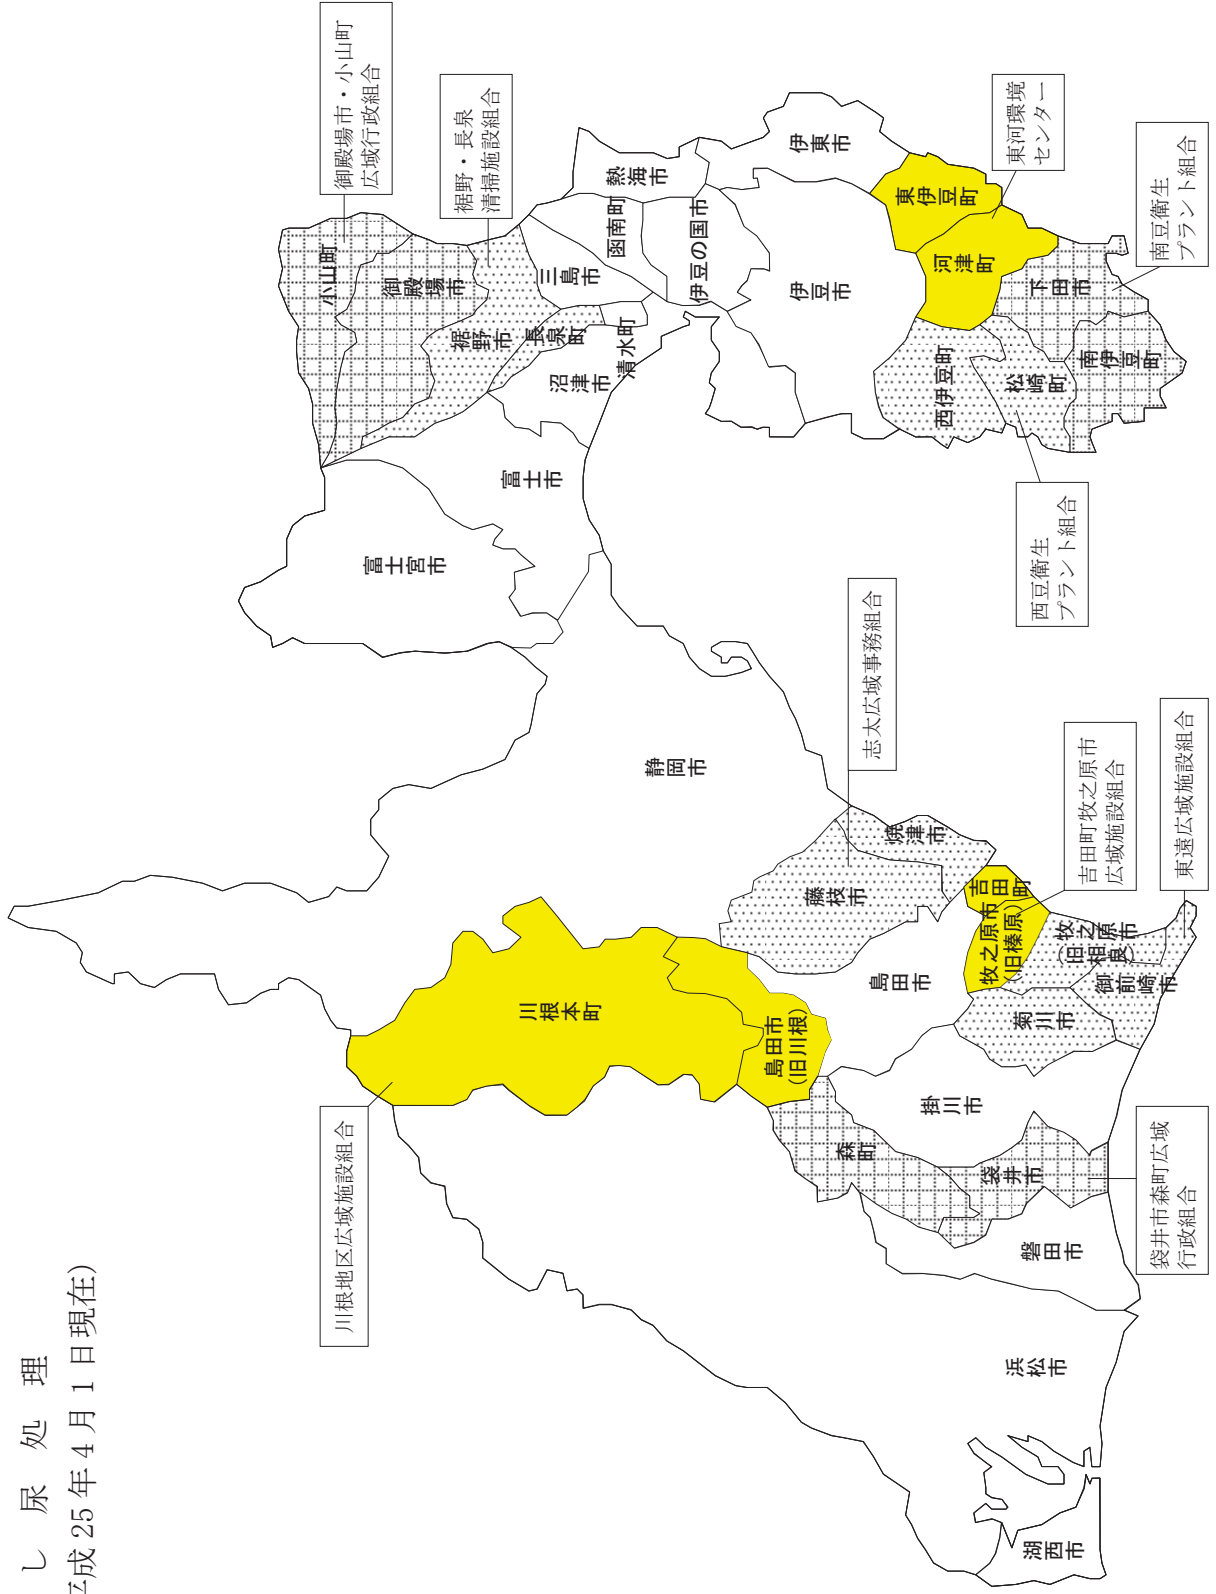 し尿処理
成25年4月1日現在)
御殿場市・小山町
広域行政組合
裾野・長泉
清掃施設組合
小山町
御殿場市
裾野市
長泉町
三島市
函南町
熱海市
清水町
沼津市
伊豆の国市
伊東市
伊豆市
東伊豆町
河津町
東河環境
センター
西伊豆町
松崎町
下田市
南伊豆町
南豆衛生
プラント組合
西豆衛生
プラント組合
富士市
富士宮市
静岡市
志太広域事務組合
焼津市
藤枝市
吉田町
牧之原市
(旧榛原)
吉田町牧之原市
広域施設組合
牧之原市
(旧相良)
御前崎市
東遠広域施設組合
菊川市
島田市
川根本町
島田市
(旧川根)
川根地区広域施設組合
掛川市
森町
袋井市
袋井市森町広域
行政組合
磐田市
浜松市
湖西市